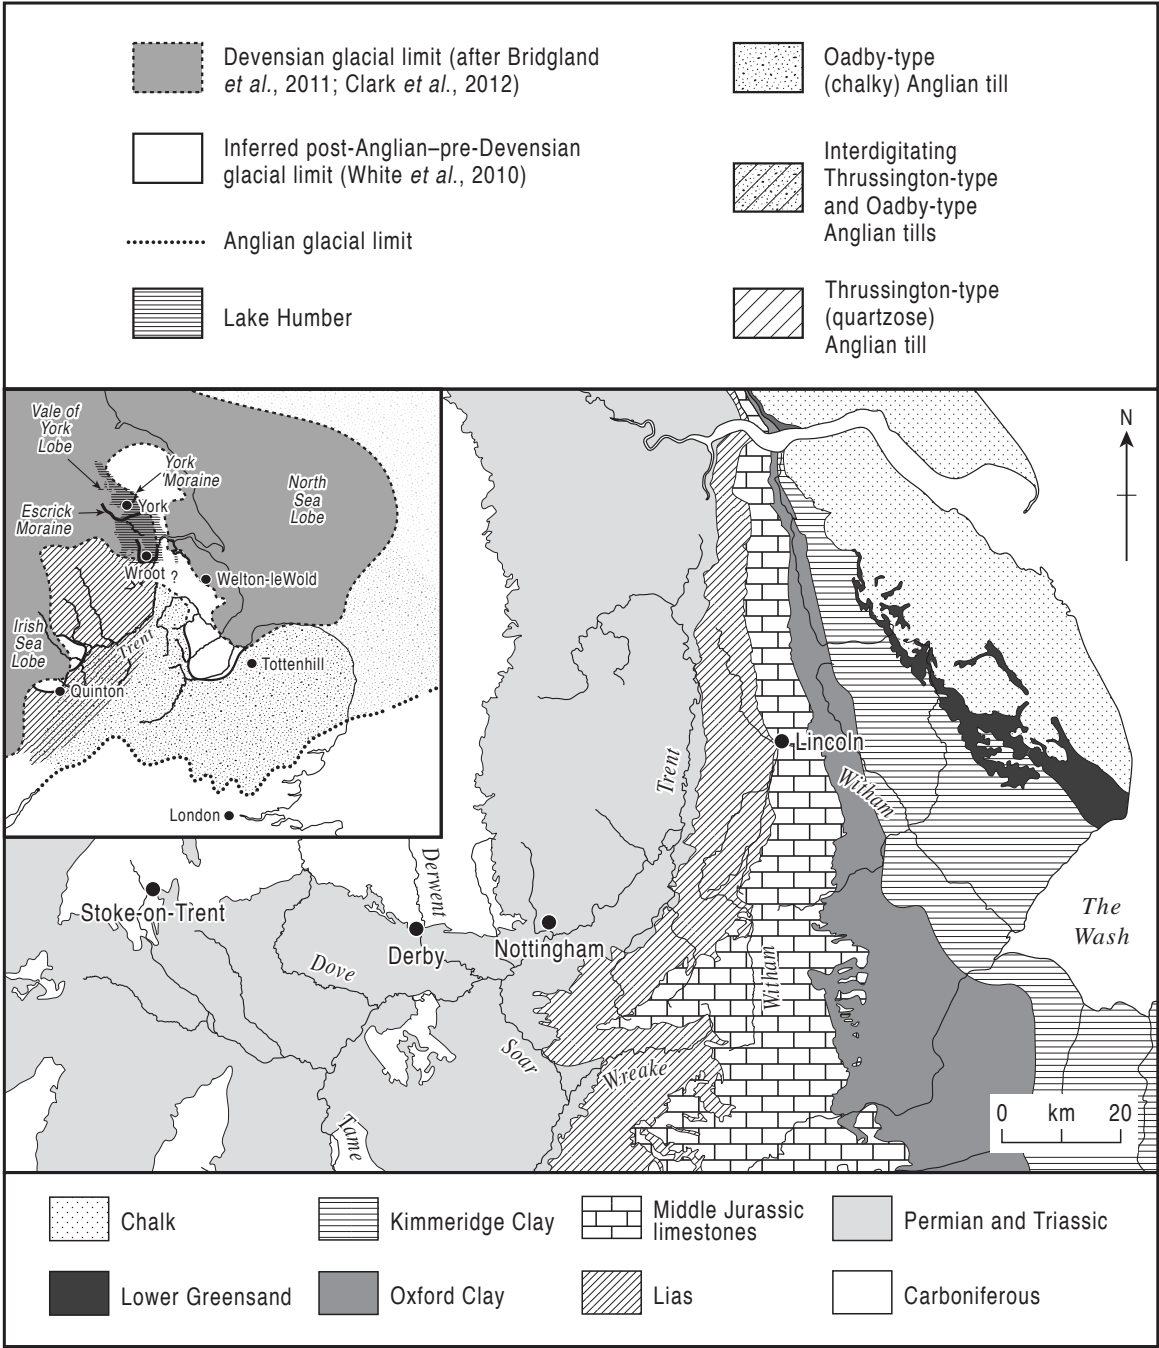 Devensian glacial limit (after Bridgland
et al., 2011; Clark et al., 2012)
Inferred post-Anglian–pre-Devensian
glacial limit (White et al., 2010)
Anglian glacial limit
Lake Humber
Oadby-type
(chalky) Anglian till
Interdigitating
Thrussington-type
and Oadby-type
Anglian tills
Thrussington-type
(quartzose)
Anglian till
Vale of
York
Lobe
York
'Moraine
York
Escrick
Moraine
North
Sea
Lobe
Wroot ?
Welton-leWold
Irish
Sea
Lobe
Trent
Tottenhill
Quinton
London
N
Lincoln
Trent
Witham
Derwent
Stoke-on-Trent
Derby
Nottingham
The
Wash
Dove
Witham
Soar
Wreake
Tame
0 km 20
Chalk
Kimmeridge Clay
Middle Jurassic
limestones
Permian and Triassic
Lower Greensand
Oxford Clay
Lias
Carboniferous